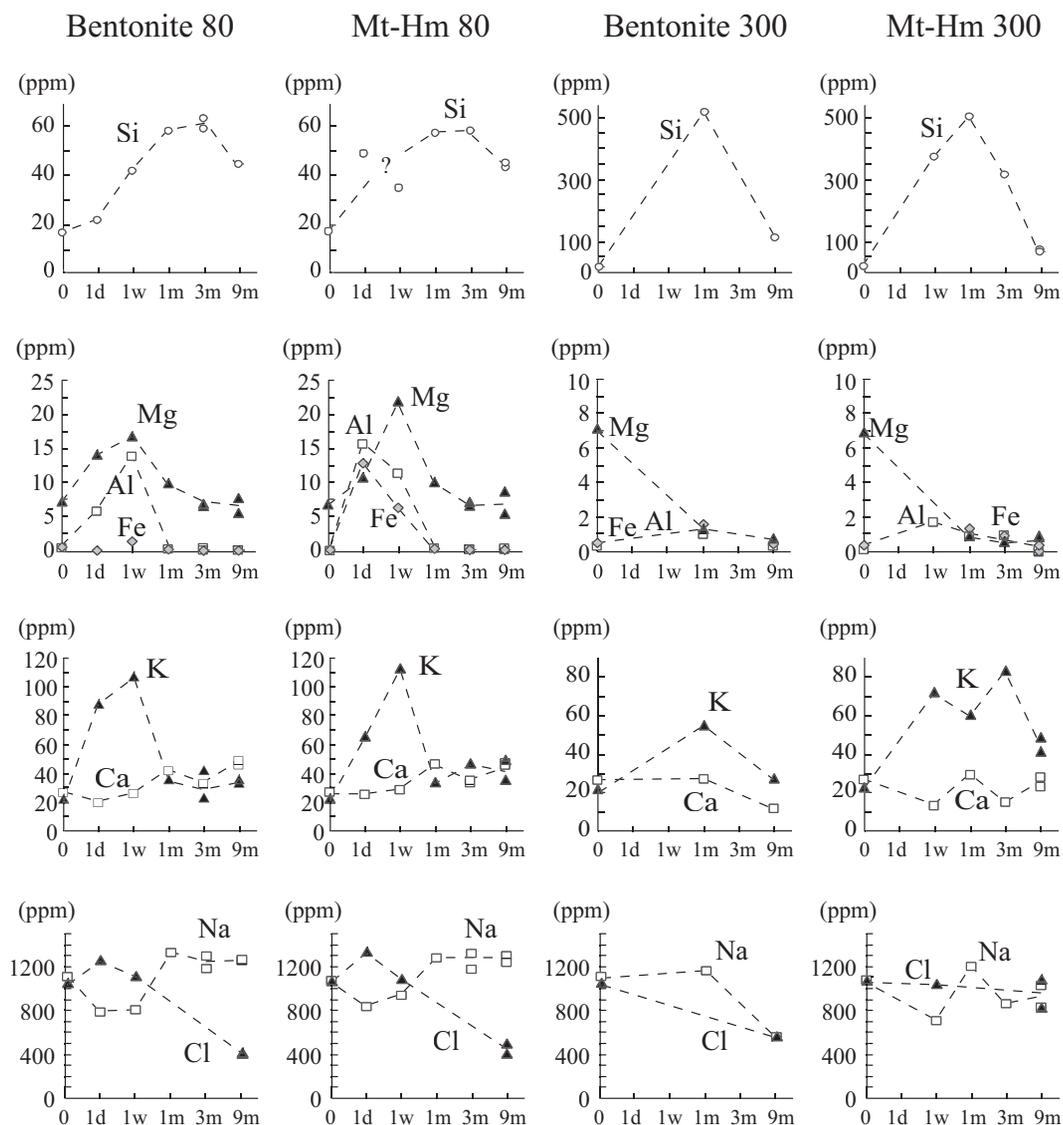 Bentonite 80 Mt-Hm 80 Bentonite 300 Mt-Hm 300
(ppm) (ppm) (ppm) (ppm)
60 Si
40
20
0
0 1d 1w 1m 3m 9m
60 Si
40 ?
20
0
0 1d 1w 1m 3m 9m
500 Si
300
100
0
0 1d 1w 1m 3m 9m
500 Si
300
100
0
0 1d 1w 1m 3m 9m
(ppm) (ppm) (ppm) (ppm)
25
20 Mg
15
10 Al
5 Fe
0
0 1d 1w 1m 3m 9m
25
20 Mg
15 Al
10
5 Fe
0
0 1d 1w 1m 3m 9m
10
8
6 Mg
4
2 Fe Al
0
0 1d 1w 1m 3m 9m
10
8
6 Mg
4
2 Al Fe
0
0 1d 1w 1m 3m 9m
(ppm) (ppm) (ppm) (ppm)
120 K
100
80
60
40 Ca
20
0
0 1d 1w 1m 3m 9m
120 K
100
80
60
40 Ca
20
0
0 1d 1w 1m 3m 9m
80
60 K
40
20 Ca
0
0 1d 1w 1m 3m 9m
80
60 K
40
20 Ca
0
0 1d 1w 1m 3m 9m
(ppm) (ppm) (ppm) (ppm)
1200 Na
800
400 Cl
0
0 1d 1w 1m 3m 9m
1200 Na
800
400 Cl
0
0 1d 1w 1m 3m 9m
1200 Na
800
400 Cl
0
0 1d 1w 1m 3m 9m
1200 Cl Na
800
400
0
0 1d 1w 1m 3m 9m